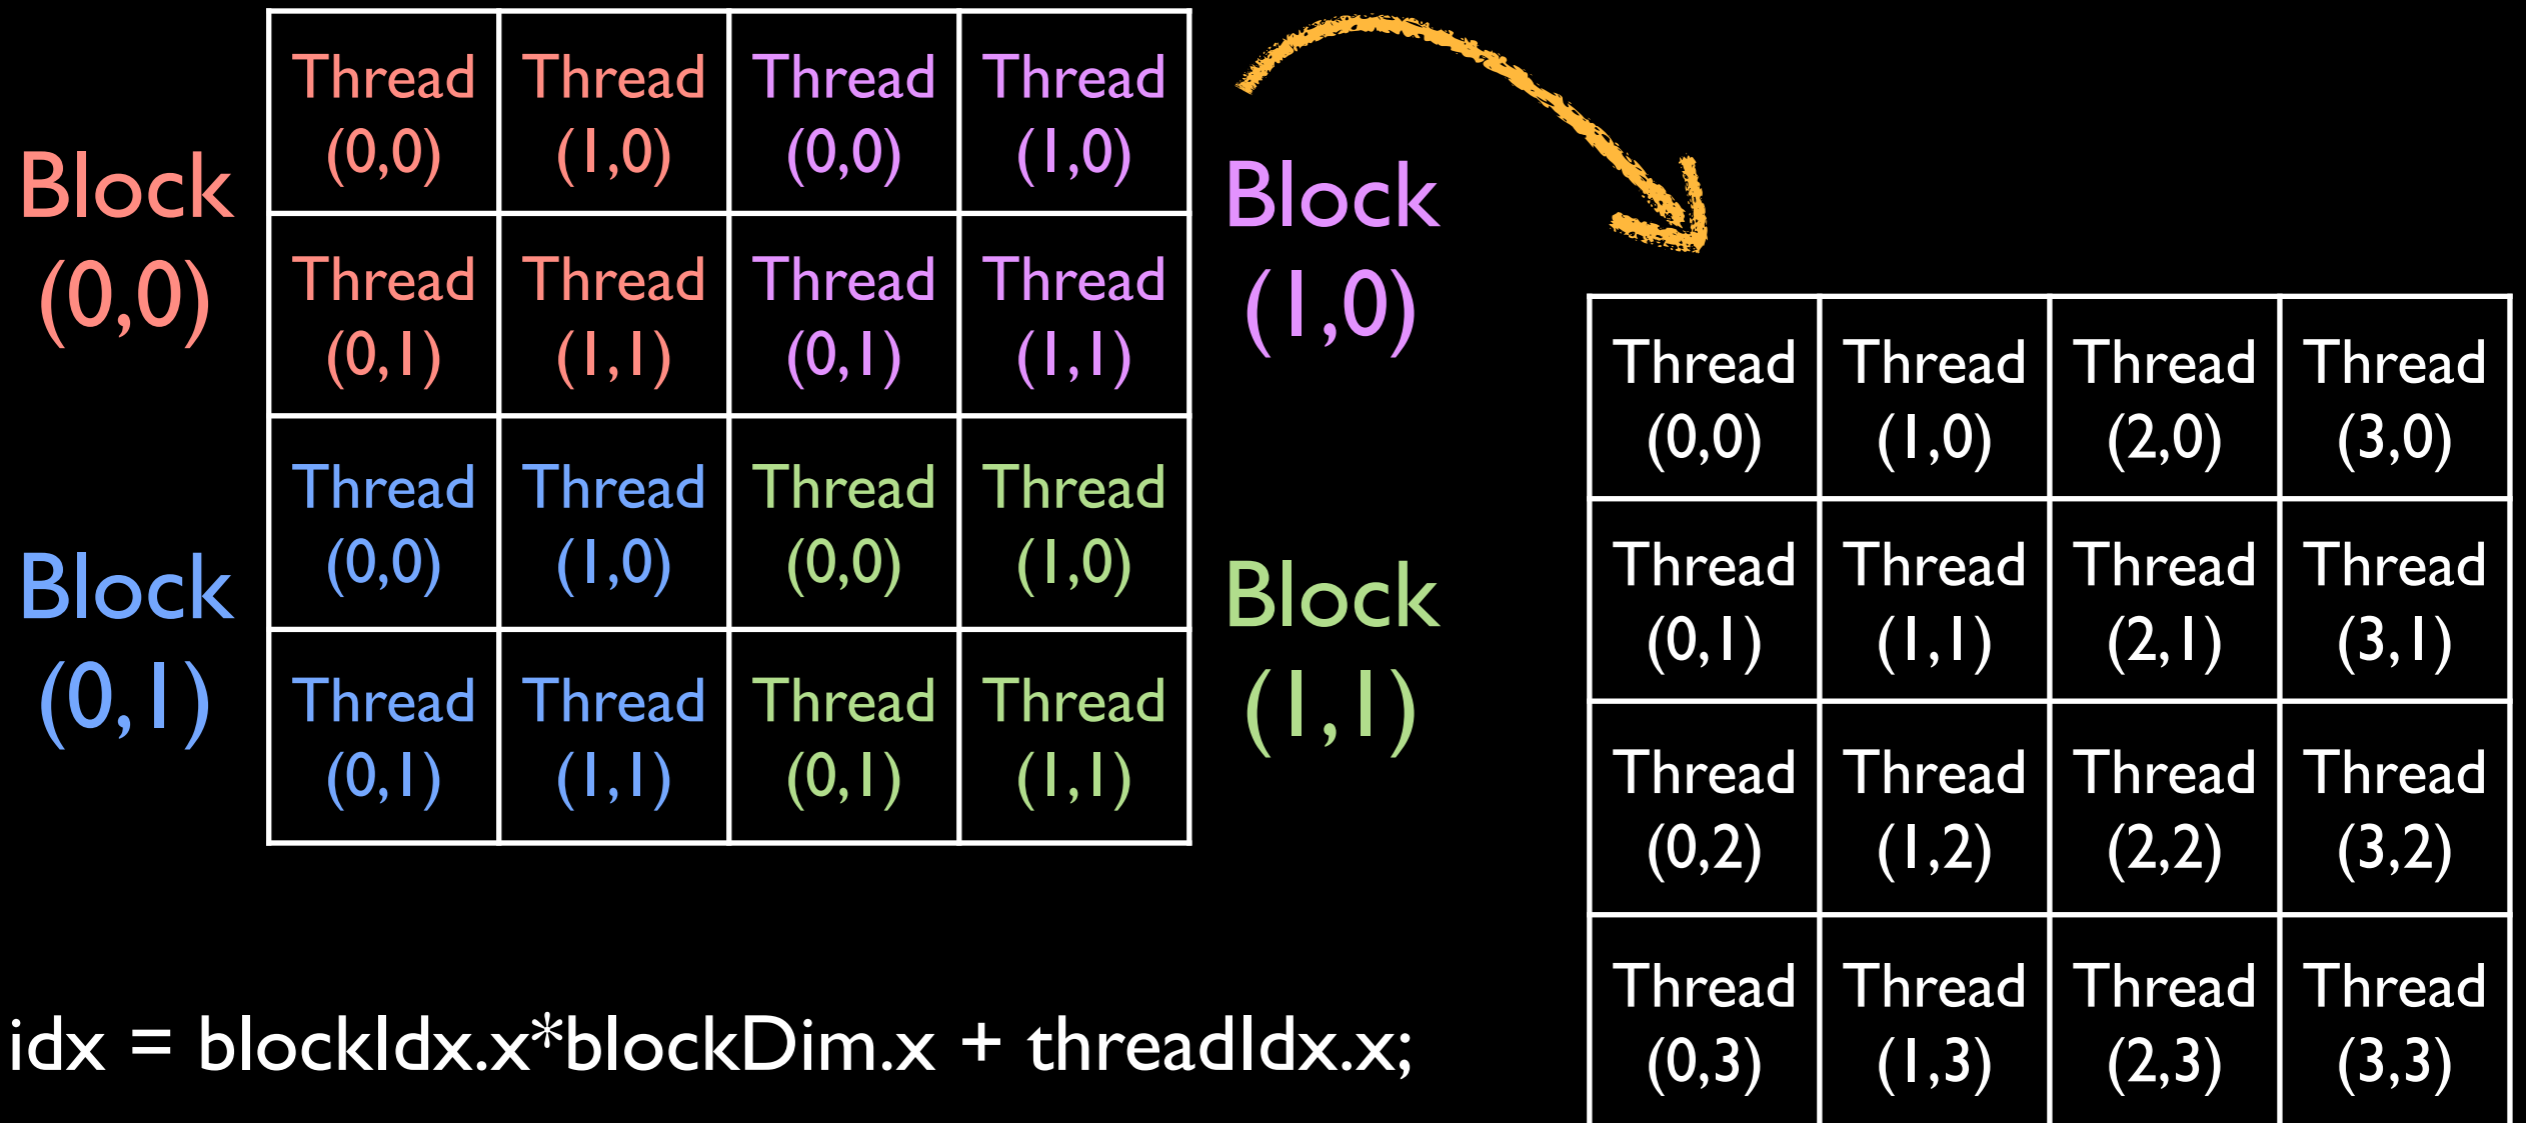 Block
(0,0)
Thread Thread Thread Thread
(0,0) (1,0) (0,0) (1,0)
Thread Thread Thread Thread
(0,1) (1,1) (0,1) (1,1)
Block
(1,0)
Block
(0,1)
Thread Thread Thread Thread
(0,0) (1,0) (0,0) (1,0)
Thread Thread Thread Thread
(0,1) (1,1) (0,1) (1,1)
Block
(1,1)
Thread Thread Thread Thread
(0,0) (1,0) (2,0) (3,0)
Thread Thread Thread Thread
(0,1) (1,1) (2,1) (3,1)
Thread Thread Thread Thread
(0,2) (1,2) (2,2) (3,2)
Thread Thread Thread Thread
(0,3) (1,3) (2,3) (3,3)
idx = blockIdx.x*blockDim.x + threadIdx.x;